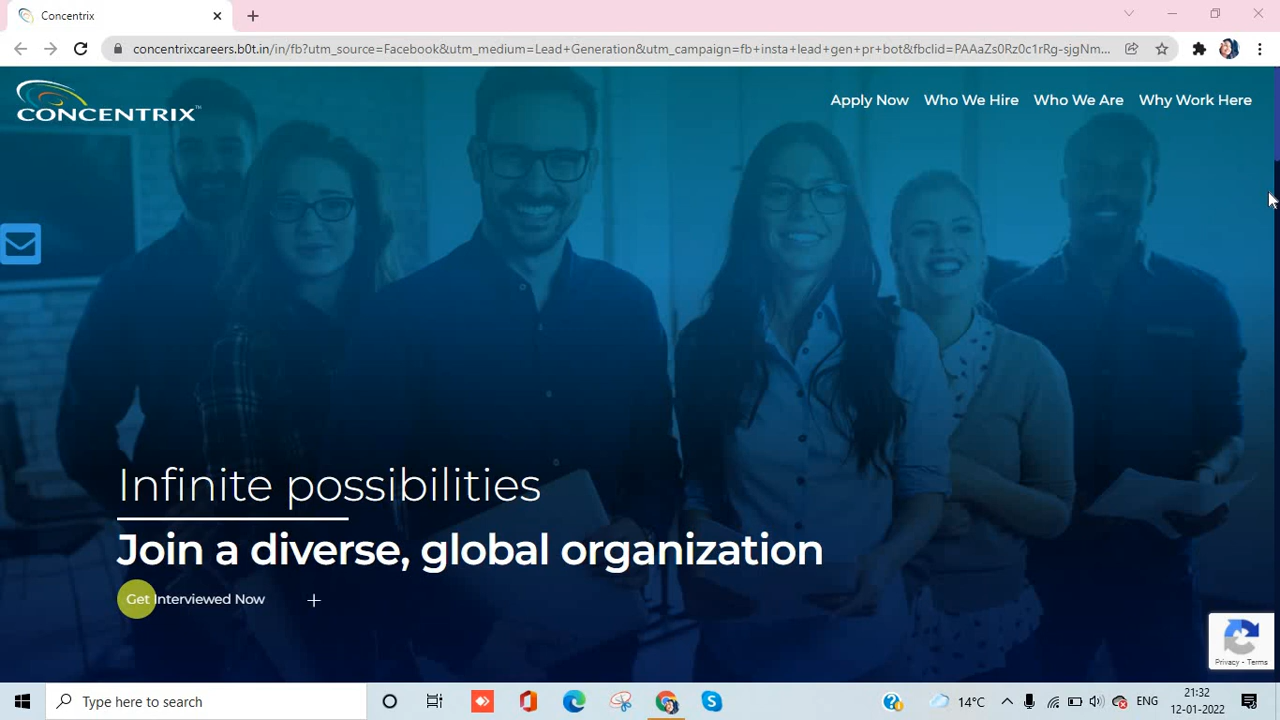 Concentrix
concentrixcareers.b0t.in/in/fb?utm_source=Facebook&utm_medium=Lead+Generation&utm_campaign=fb+insta+lead+gen+pr+bot&fbclid=PAAaZs0Rz0c1rRg-sjgNm...
CONCENTRIX™
Apply Now Who We Hire Who We Are Why Work Here
Infinite possibilities
Join a diverse, global organization
Get Interviewed Now +
Privacy - Terms
Type here to search
14°C
ENG
21:32
12-01-2022